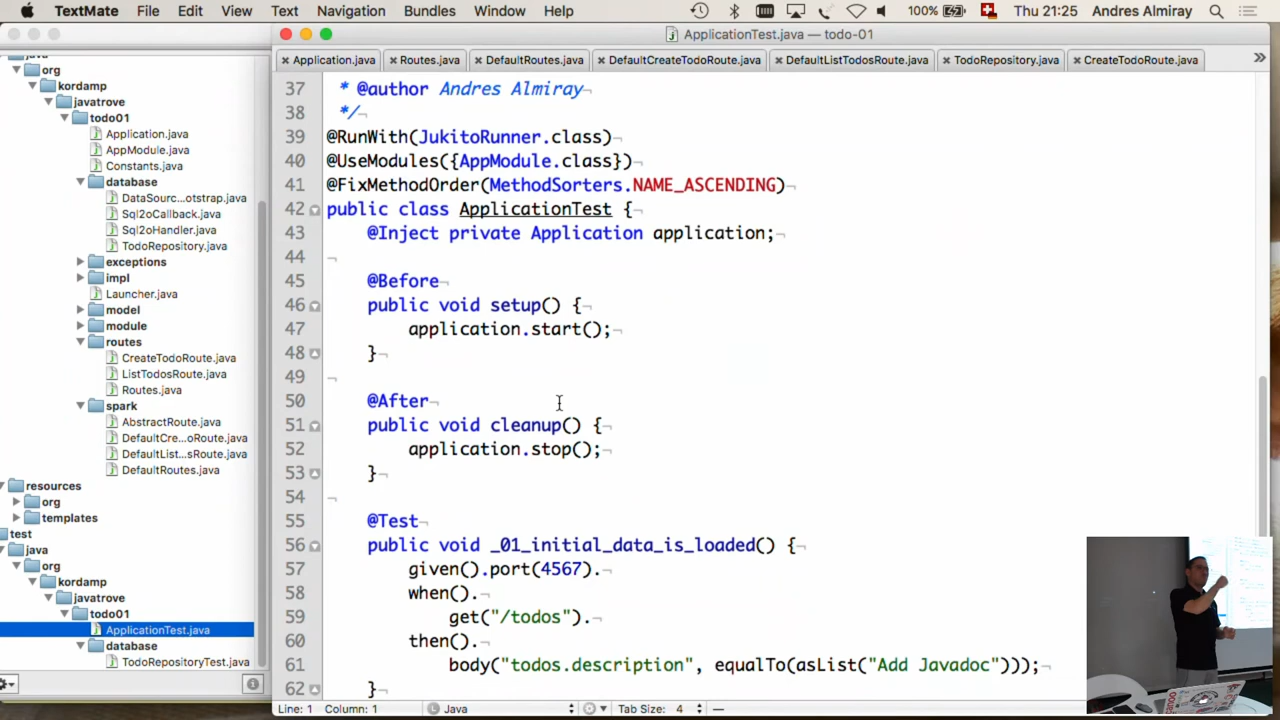 TextMate File Edit View Text Navigation Bundles Window Help 100% Thu 21:25 Andres Almiray
ApplicationTest.java — todo-01
Application.java Routes.java DefaultRoutes.java DefaultCreateTodoRoute.java DefaultListTodosRoute.java TodoRepository.java CreateTodoRoute.java
java
org
kordamp
javatrove
todo01
Application.java
AppModule.java
Constants.java
database
DataSourc...otstrap.java
Sql2oCallback.java
Sql2oHandler.java
TodoRepository.java
exceptions
impl
Launcher.java
model
module
routes
CreateTodoRoute.java
ListTodosRoute.java
Routes.java
spark
AbstractRoute.java
DefaultCre...oRoute.java
DefaultList...sRoute.java
DefaultRoutes.java
resources
org
templates
test
java
org
kordamp
javatrove
todo01
ApplicationTest.java
database
TodoRepositoryTest.java
37 * @author Andres Almiray¬
38 */¬
39 @RunWith(JukitoRunner.class)¬
40 @UseModules({AppModule.class})¬
41 @FixMethodOrder(MethodSorters.NAME_ASCENDING)¬
42 public class ApplicationTest {¬
43 @Inject private Application application;¬
44 ¬
45 @Before¬
46 public void setup() {¬
47 application.start();¬
48 }¬
49 ¬
50 @After¬
51 public void cleanup() {¬
52 application.stop();¬
53 }¬
54 ¬
55 @Test¬
56 public void _01_initial_data_is_loaded() {¬
57 given().port(4567).¬
58 when().¬
59 get("/todos").¬
60 then().¬
61 body("todos.description", equalTo(asList("Add Javadoc")));¬
62 }¬
Line: 1 Column: 1 Java Tab Size: 4 —